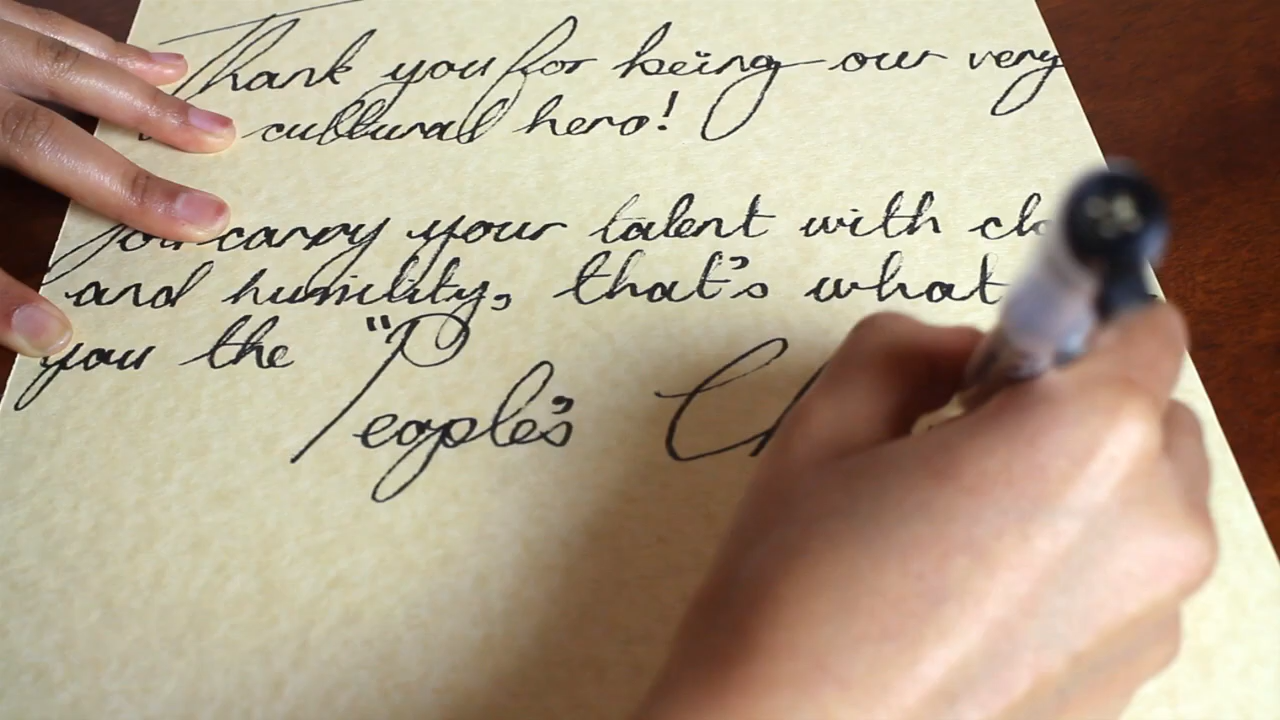 Thank you for being our very
cultural hero!
You carry your talent with
and humility, that's what
you the "
People's